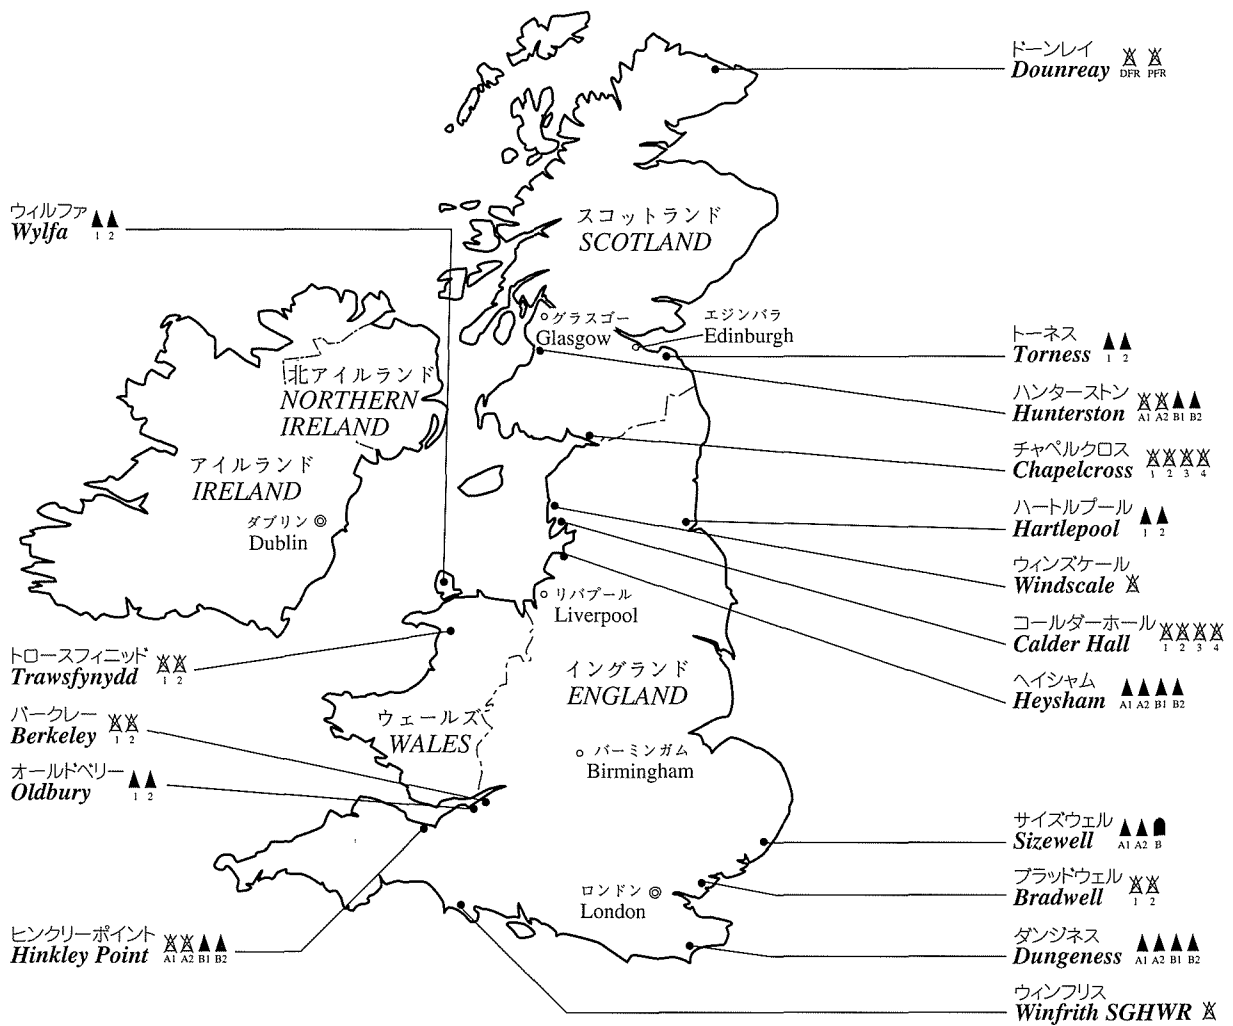 ドーンレイ
Dounreay
DFR PFR
ウィルファ
Wylfa
1 2
スコットランド
SCOTLAND
グラスゴー
Glasgow
エジンバラ
Edinburgh
トーネス
Torness
1 2
北アイルランド
NORTHERN
IRELAND
ハンターストン
Hunterston
A1 A2 B1 B2
アイルランド
IRELAND
チャペルクロス
Chapelcross
1 2 3 4
ダブリン
Dublin
ハートルプール
Hartlepool
1 2
ウィンズケール
Windscale
リバプール
Liverpool
コールダーホール
Calder Hall
1 2 3 4
トロースフィニッド
Trawsfynydd
1 2
イングランド
ENGLAND
ヘイシャム
Heysham
A1 A2 B1 B2
バークレー
Berkeley
1 2
ウェールズ
WALES
バーミンガム
Birmingham
オールドベリー
Oldbury
1 2
サイズウェル
Sizewell
A1 A2 B
ロンドン
London
ブラッドウェル
Bradwell
1 2
ヒンクリーポイント
Hinkley Point
A1 A2 B1 B2
ダンジネス
Dungeness
A1 A2 B1 B2
ウィンフリス
Winfrith SGHWR